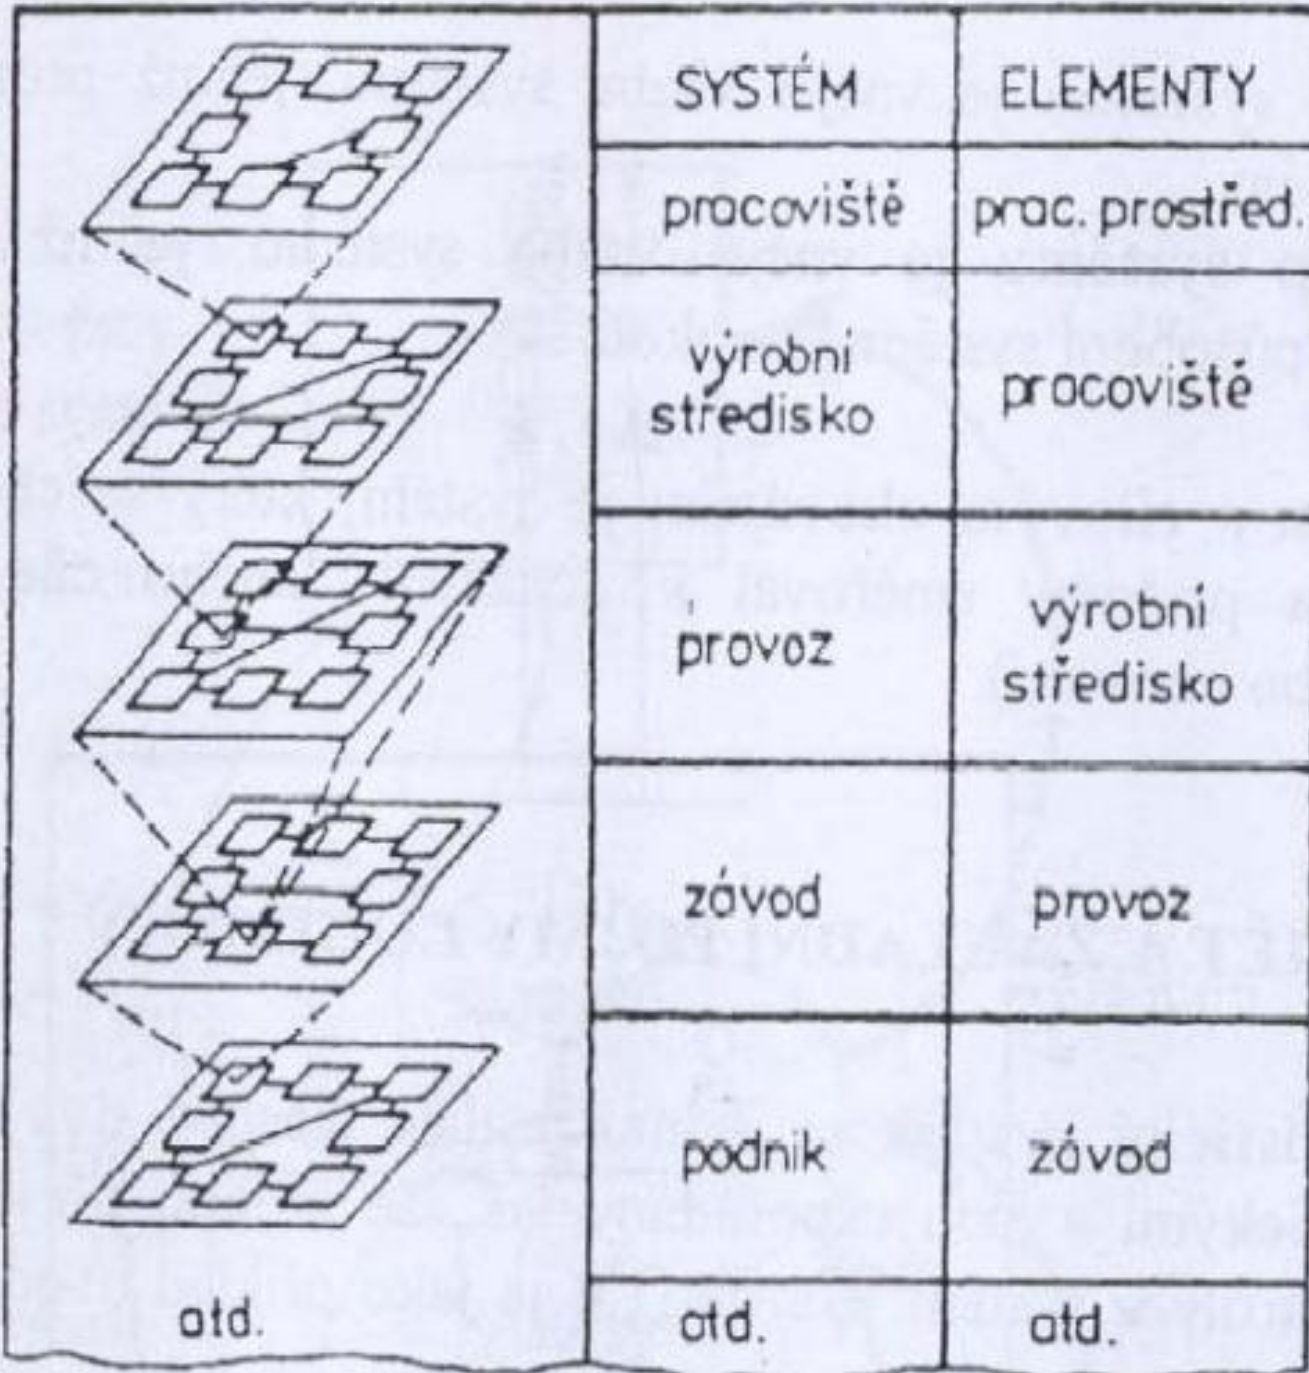 SYSTÉM ELEMENTY
pracoviště prac. prostřed.
výrobní
středisko
pracoviště
provoz
výrobní
středisko
závod provoz
podnik závod
atd. atd. atd.